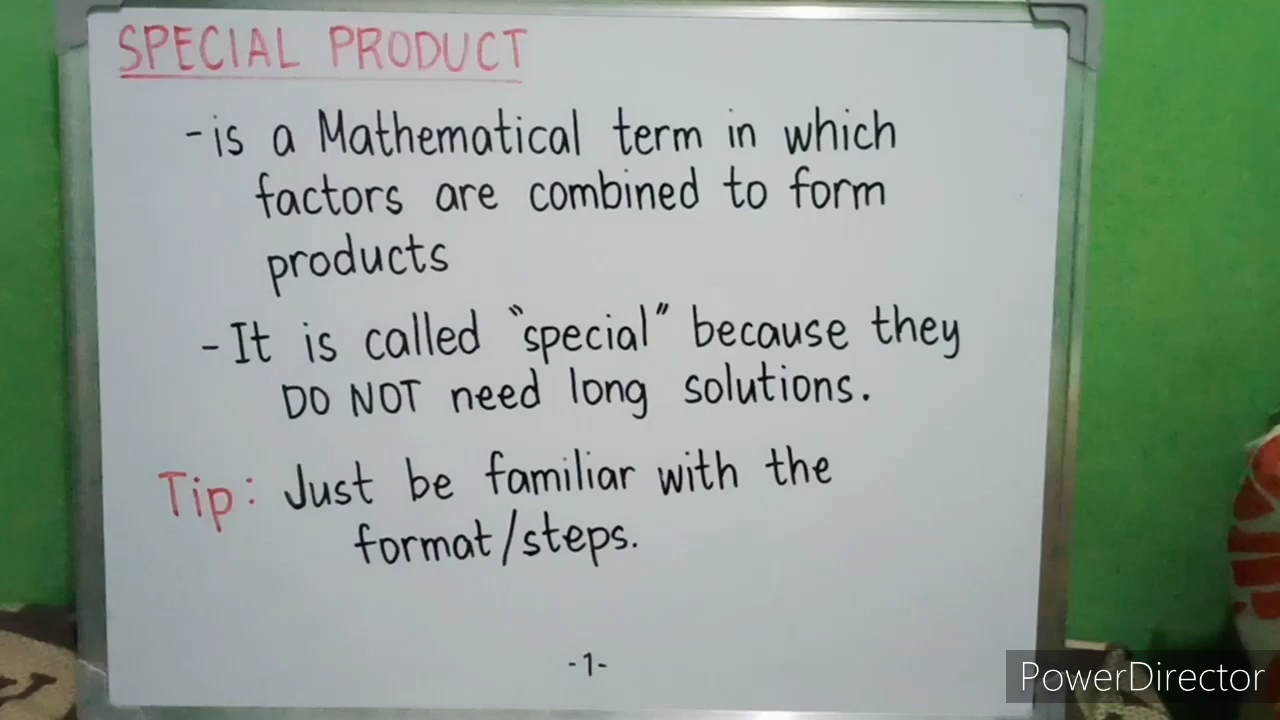 SPECIAL PRODUCT
- is a Mathematical term in which
factors are combined to form
products
- It is called "special" because they
DO NOT need long solutions.
Tip: Just be familiar with the
format/steps.
-1-
PowerDirector